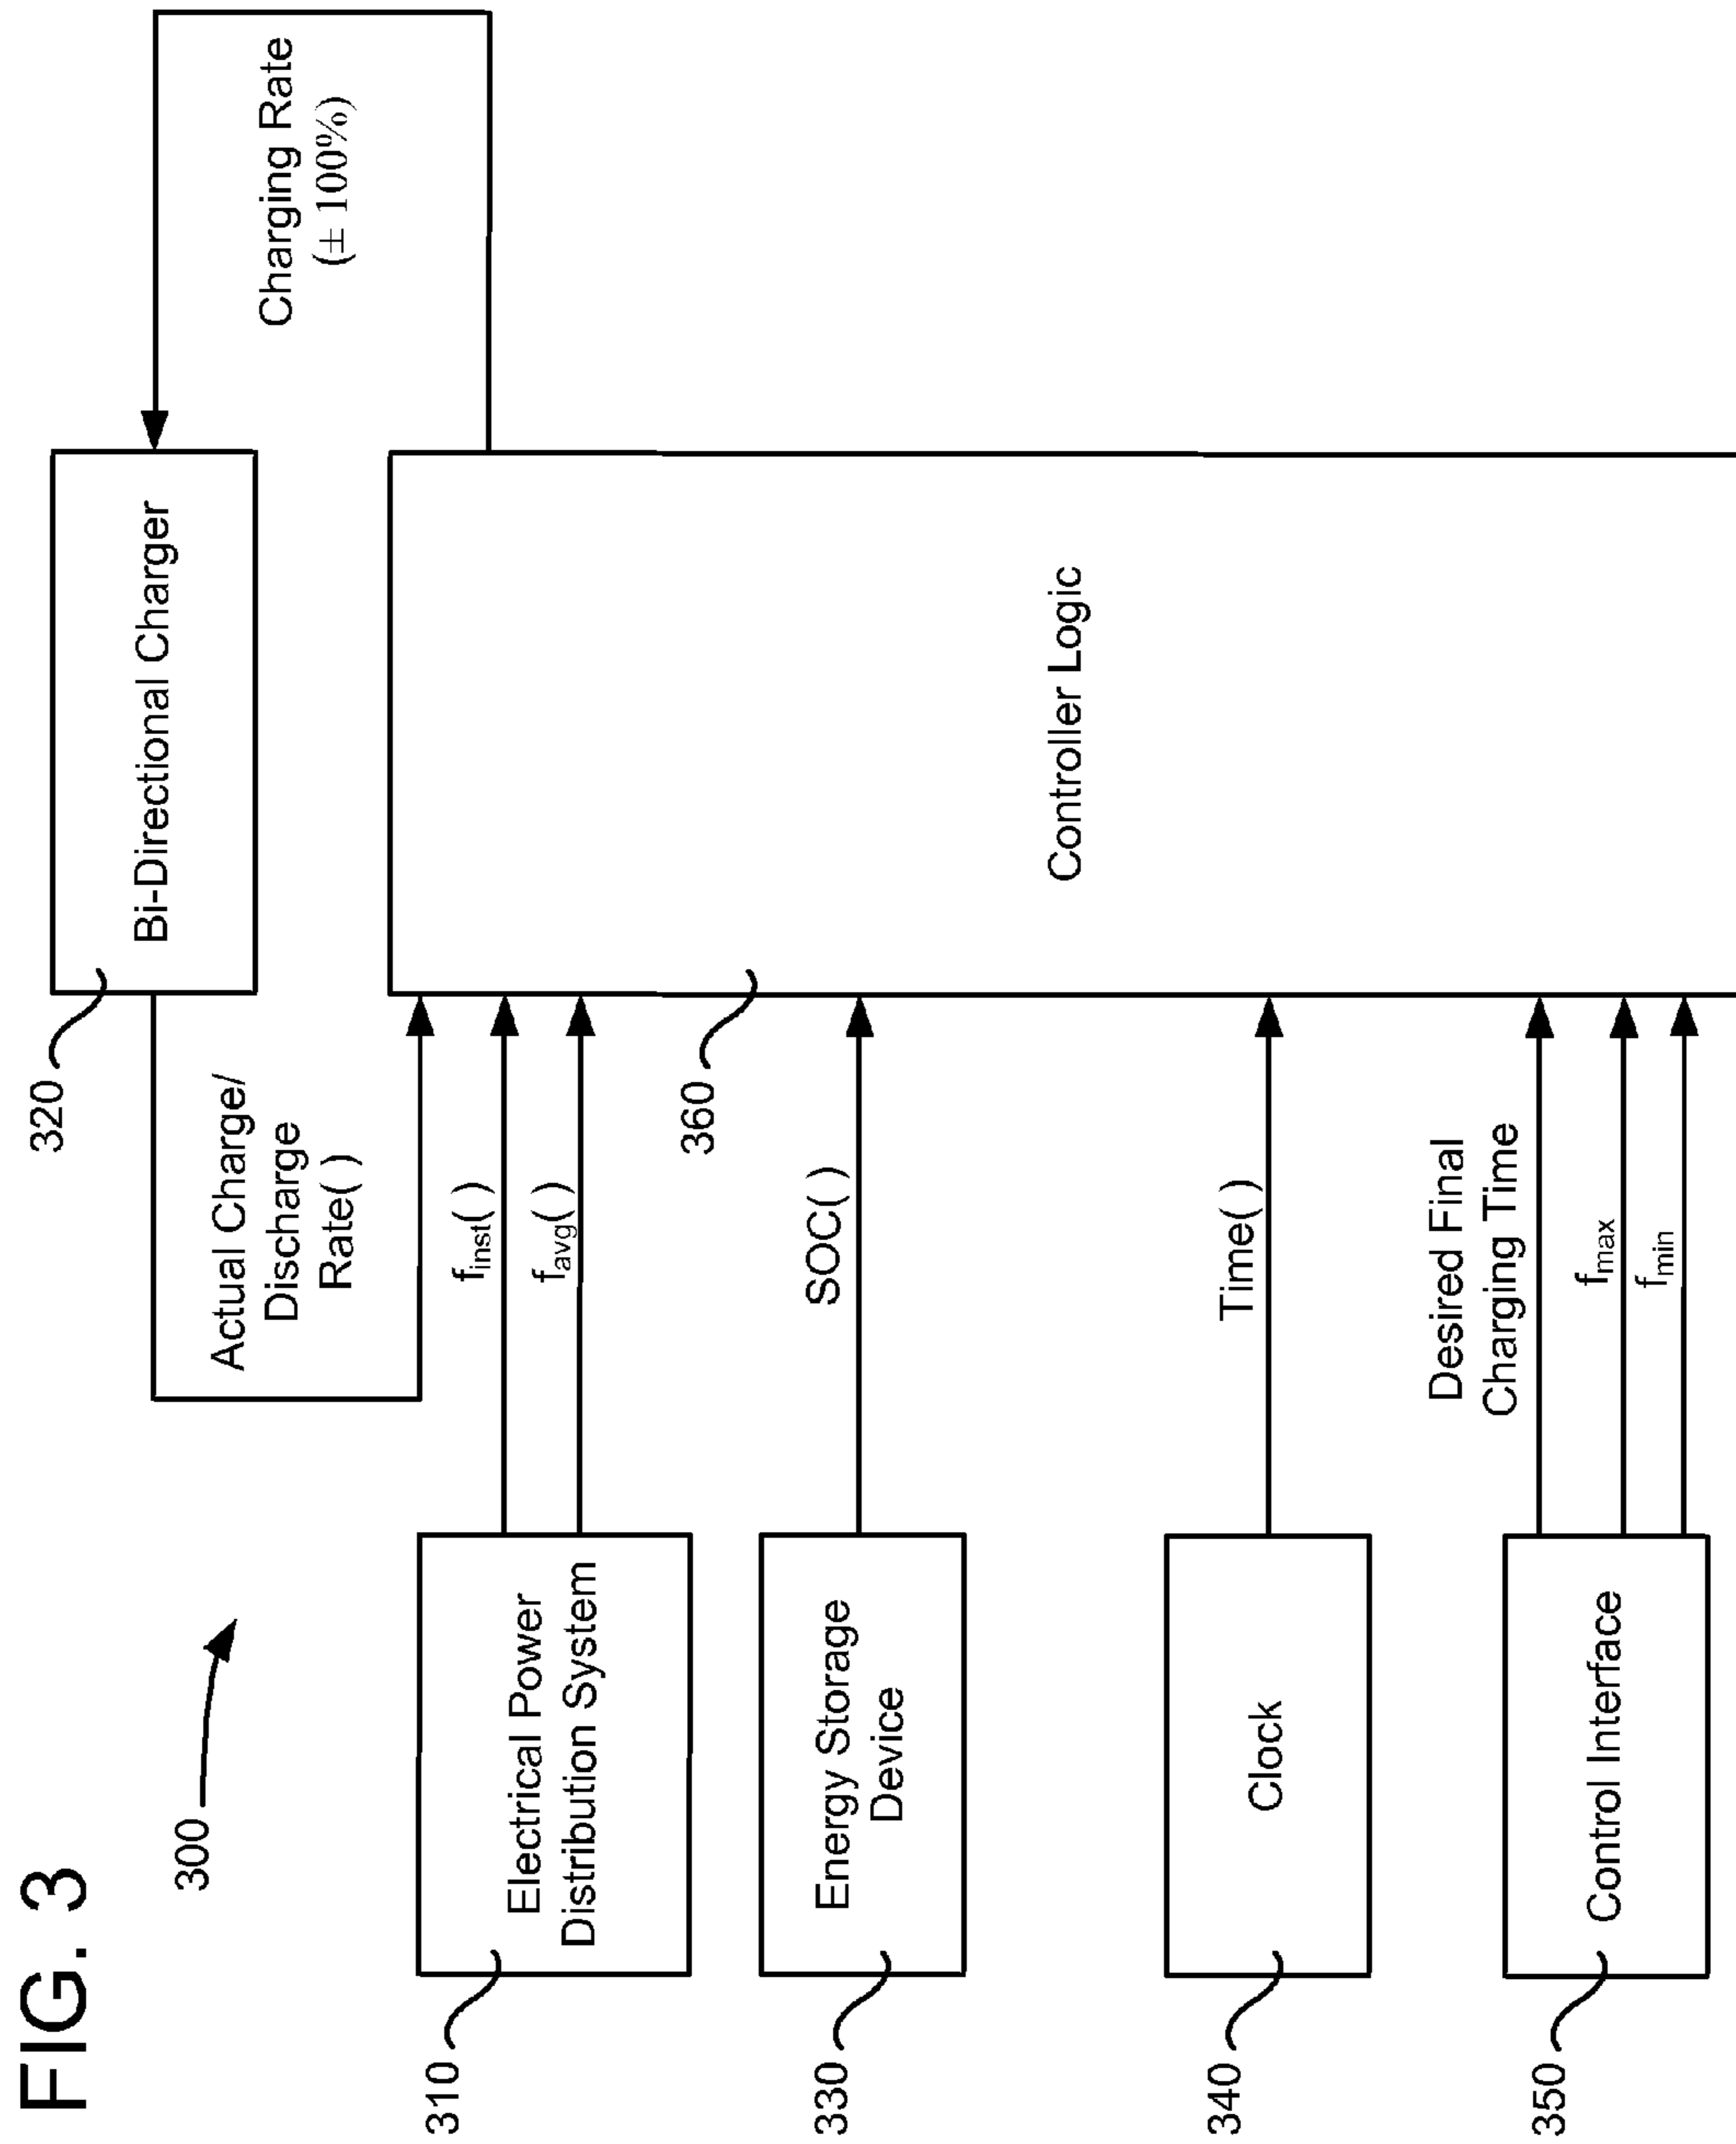 FIG. 3
300
320
Bi-Directional Charger
Actual Charge/
Discharge
Rate( )
Charging Rate
(± 100%)
310
Electrical Power
Distribution System
f_inst( )
f_avg( )
360
Controller Logic
330
Energy Storage
Device
SOC( )
340
Clock
Time( )
350
Control Interface
Desired Final
Charging Time
f_max
f_min